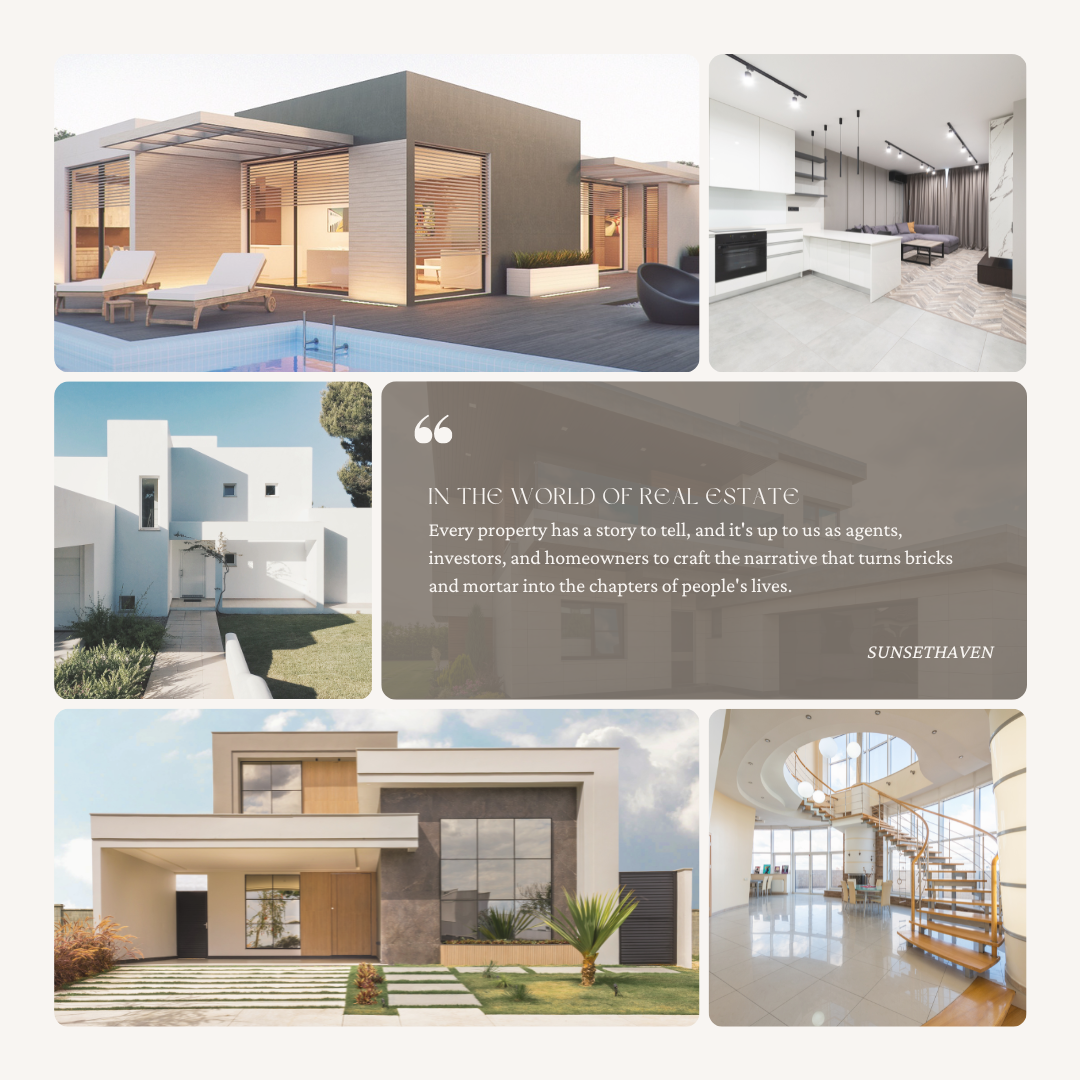 “
IN THE WORLD OF REAL ESTATE
Every property has a story to tell, and it's up to us as agents,
investors, and homeowners to craft the narrative that turns bricks
and mortar into the chapters of people's lives.
SUNSETHAVEN